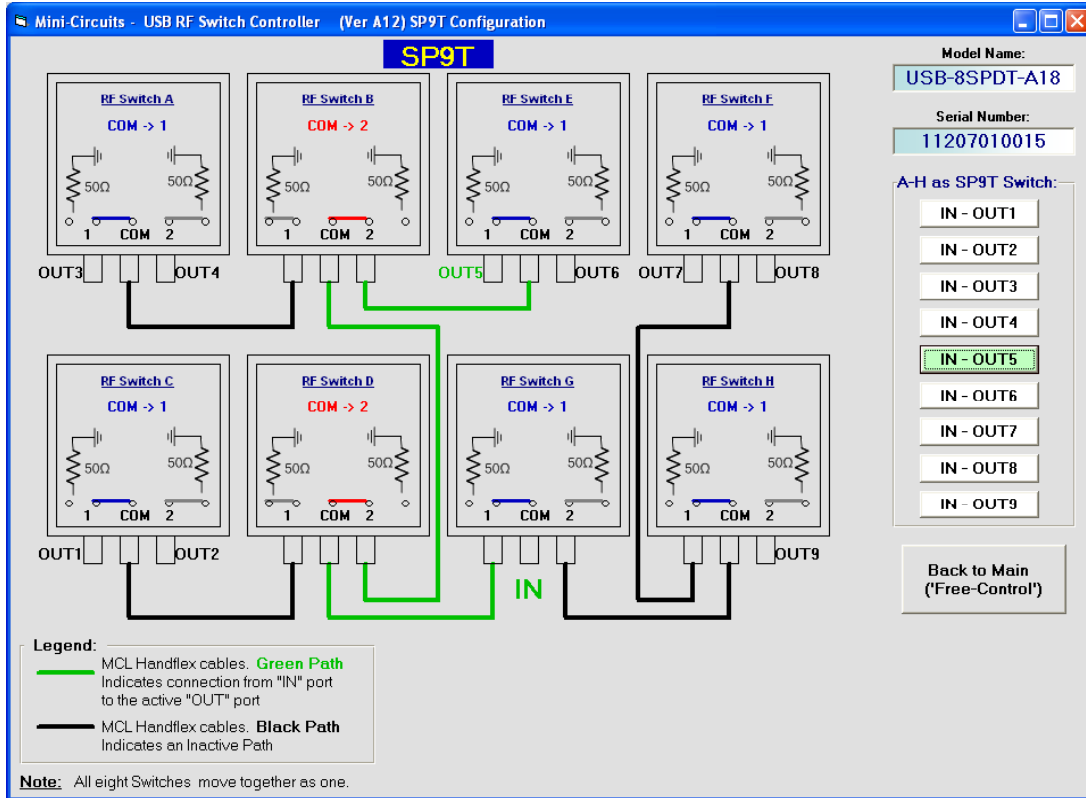 Mini-Circuits - USB RF Switch Controller (Ver A12) SP9T Configuration
SP9T
RF Switch A
COM -> 1
50Ω
50Ω
1 COM 2
OUT3
OUT4
RF Switch B
COM -> 2
50Ω
50Ω
1 COM 2
RF Switch E
COM -> 1
50Ω
50Ω
1 COM 2
OUT5
OUT6
RF Switch F
COM -> 1
50Ω
50Ω
1 COM 2
OUT7
OUT8
RF Switch C
COM -> 1
50Ω
50Ω
1 COM 2
OUT1
OUT2
RF Switch D
COM -> 2
50Ω
50Ω
1 COM 2
RF Switch G
COM -> 1
50Ω
50Ω
1 COM 2
IN
RF Switch H
COM -> 1
50Ω
50Ω
1 COM 2
OUT9
Model Name:
USB-8SPDT-A18
Serial Number:
11207010015
A-H as SP9T Switch:
IN - OUT1
IN - OUT2
IN - OUT3
IN - OUT4
IN - OUT5
IN - OUT6
IN - OUT7
IN - OUT8
IN - OUT9
Back to Main
('Free-Control')
Legend:
MCL Handflex cables. Green Path
Indicates connection from "IN" port
to the active "OUT" port
MCL Handflex cables. Black Path
Indicates an Inactive Path
Note: All eight Switches move together as one.